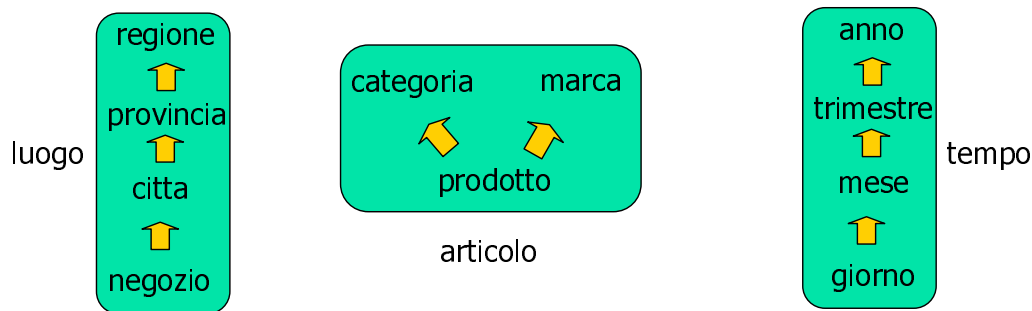 luogo
regione
provincia
citta
negozio
categoria
marca
prodotto
articolo
anno
trimestre
mese
giorno
tempo